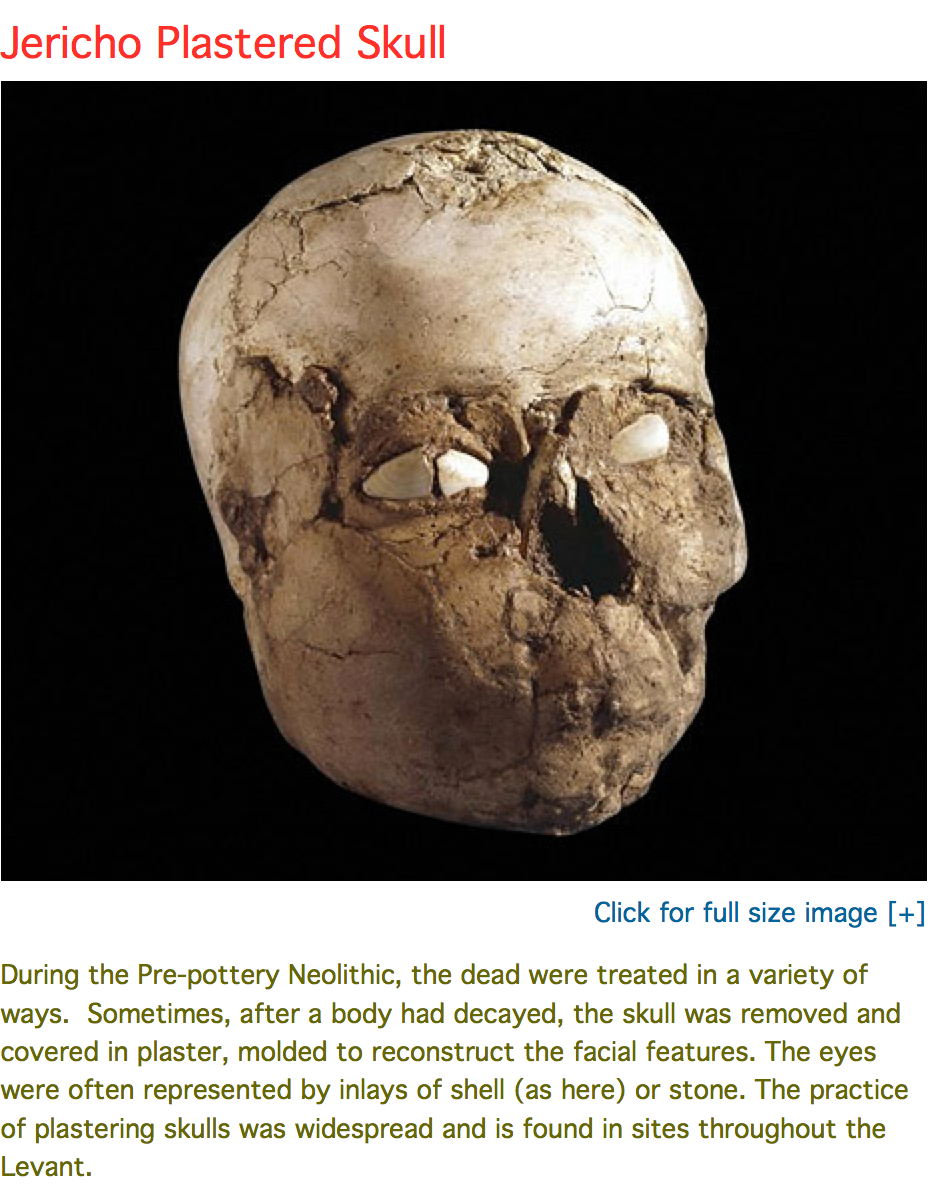 Jericho Plastered Skull
Click for full size image [+]
During the Pre-pottery Neolithic, the dead were treated in a variety of
ways.  Sometimes, after a body had decayed, the skull was removed and
covered in plaster, molded to reconstruct the facial features. The eyes
were often represented by inlays of shell (as here) or stone. The practice
of plastering skulls was widespread and is found in sites throughout the
Levant.